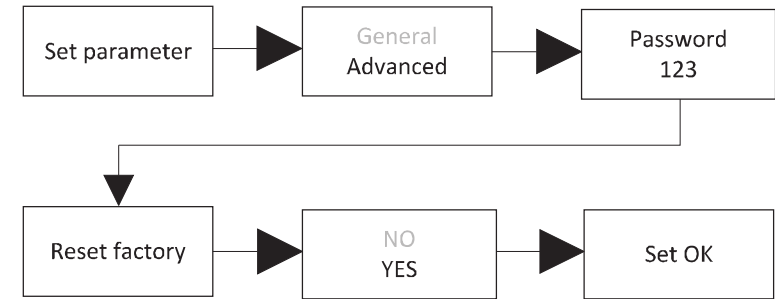 Set parameter
General
Advanced
Password
123
Reset factory
NO
YES
Set OK